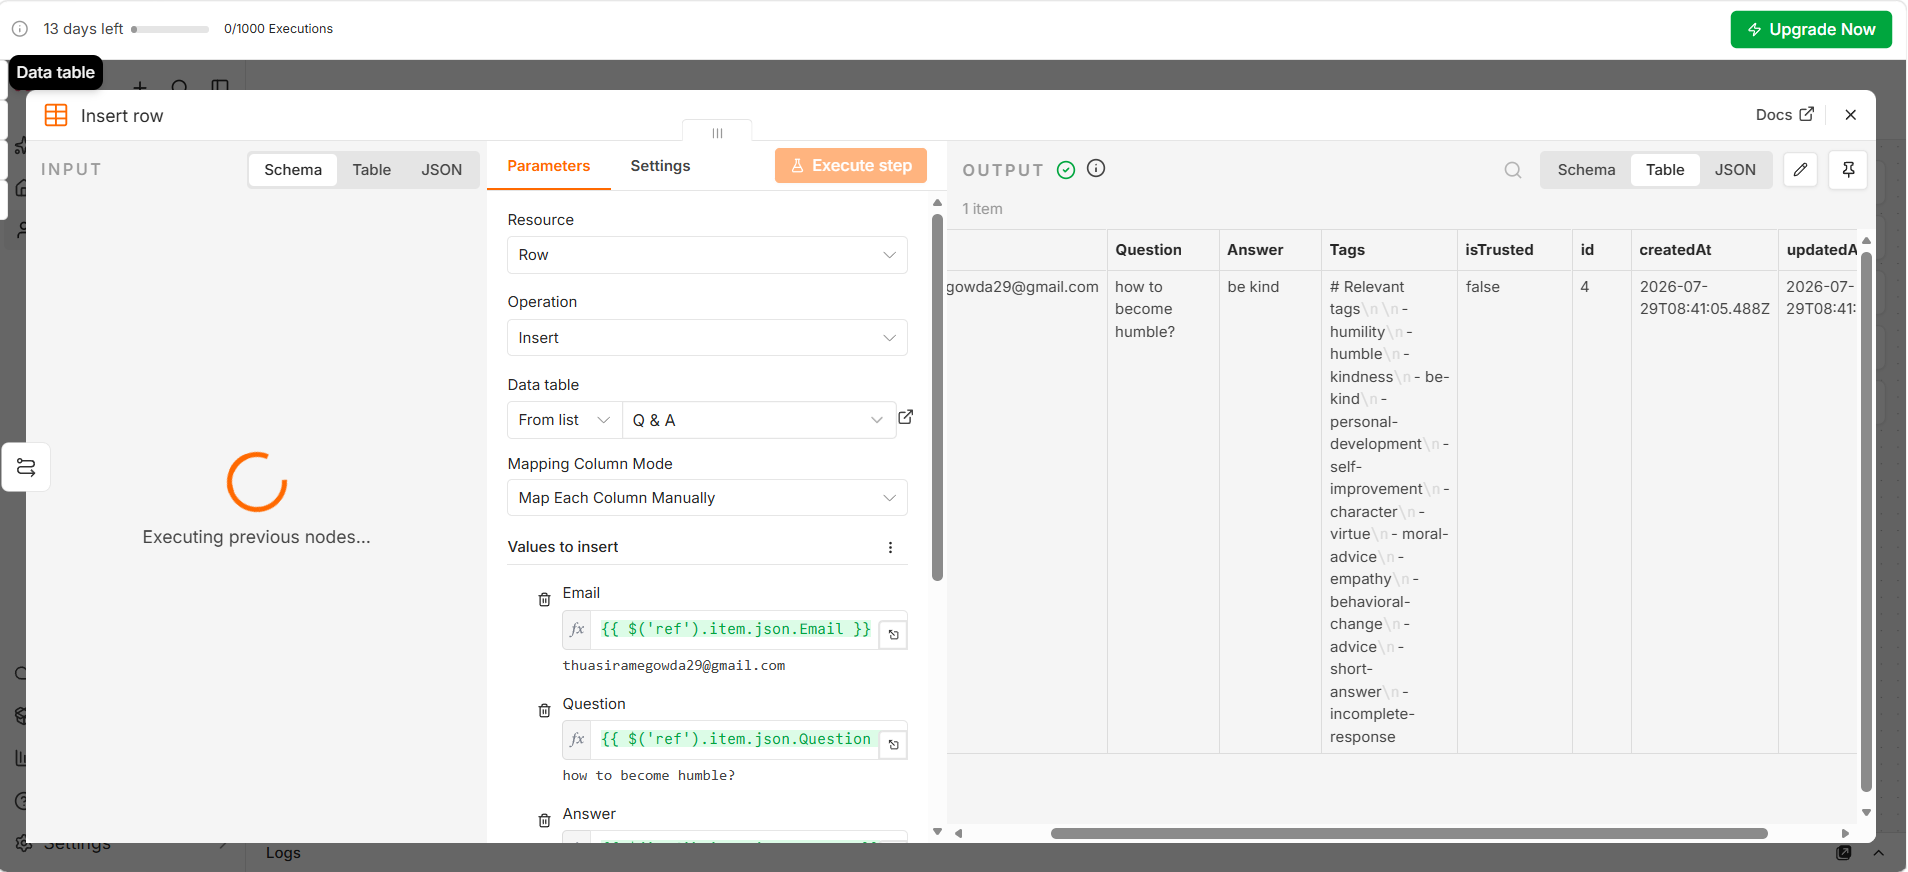 13 days left
0/1000 Executions
Upgrade Now
Data table
Insert row
Docs
INPUT
Schema
Table
JSON
Parameters
Settings
Execute step
OUTPUT
Schema
Table
JSON
1 item
Executing previous nodes...
Resource
Row
Operation
Insert
Data table
From list
Q & A
Mapping Column Mode
Map Each Column Manually
Values to insert
Email
fx
{{ $('ref').item.json.Email }}
thuasiramegowda29@gmail.com
Question
fx
{{ $('ref').item.json.Question
how to become humble?
Answer
Question
Answer
Tags
isTrusted
id
createdAt
updatedA
gowda29@gmail.com
how to
become
humble?
be kind
# Relevant
tags\n\n-
humility\n-
humble\n-
kindness\n- be-
kind\n-
personal-
development\n-
self-
improvement\n-
character\n-
virtue\n- moral-
advice\n-
empathy\n-
behavioral-
change\n-
advice\n-
short-
answer\n-
incomplete-
response
false
4
2026-07-
29T08:41:05.488Z
2026-07-
29T08:41:
Settings
Logs